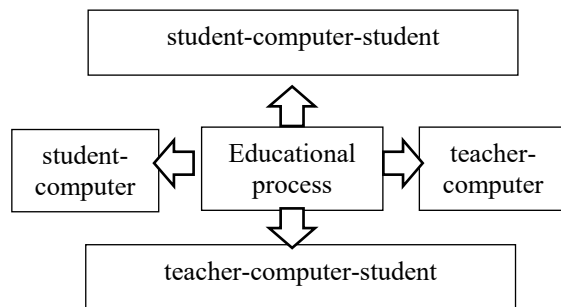 student-computer-student
student-
computer
Educational
process
teacher-
computer
teacher-computer-student